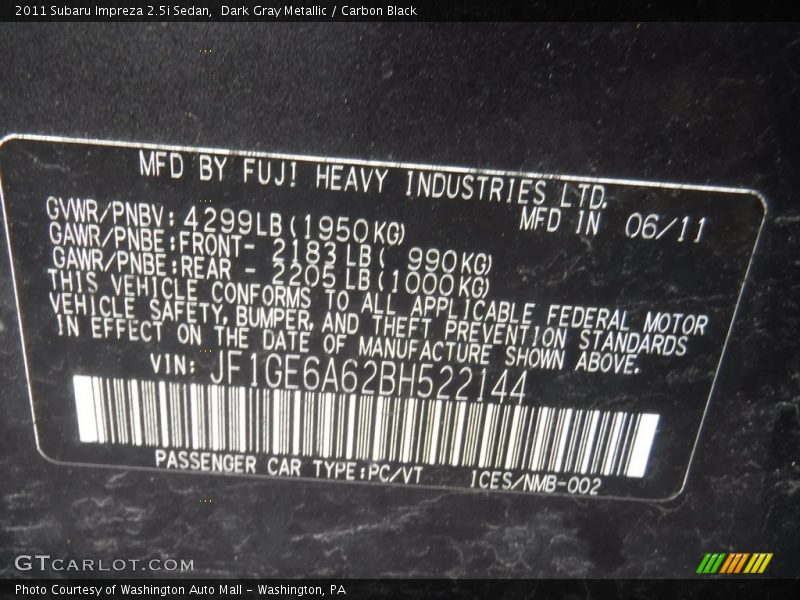 2011 Subaru Impreza 2.5i Sedan, Dark Gray Metallic / Carbon Black
MFD BY FUJI HEAVY INDUSTRIES LTD.
MFD IN 06/11
GVWR/PNBV: 4299LB (1950KG)
GAWR/PNBE:FRONT- 2183 LB ( 990KG)
GAWR/PNBE:REAR - 2205 LB (1000KG)
THIS VEHICLE CONFORMS TO ALL APPLICABLE FEDERAL MOTOR
VEHICLE SAFETY, BUMPER, AND THEFT PREVENTION STANDARDS
IN EFFECT ON THE DATE OF MANUFACTURE SHOWN ABOVE.
VIN: JF1GE6A62BH522144
PASSENGER CAR TYPE:PC/VT ICES/NMB-002
GTCARLOT.COM
Photo Courtesy of Washington Auto Mall - Washington, PA